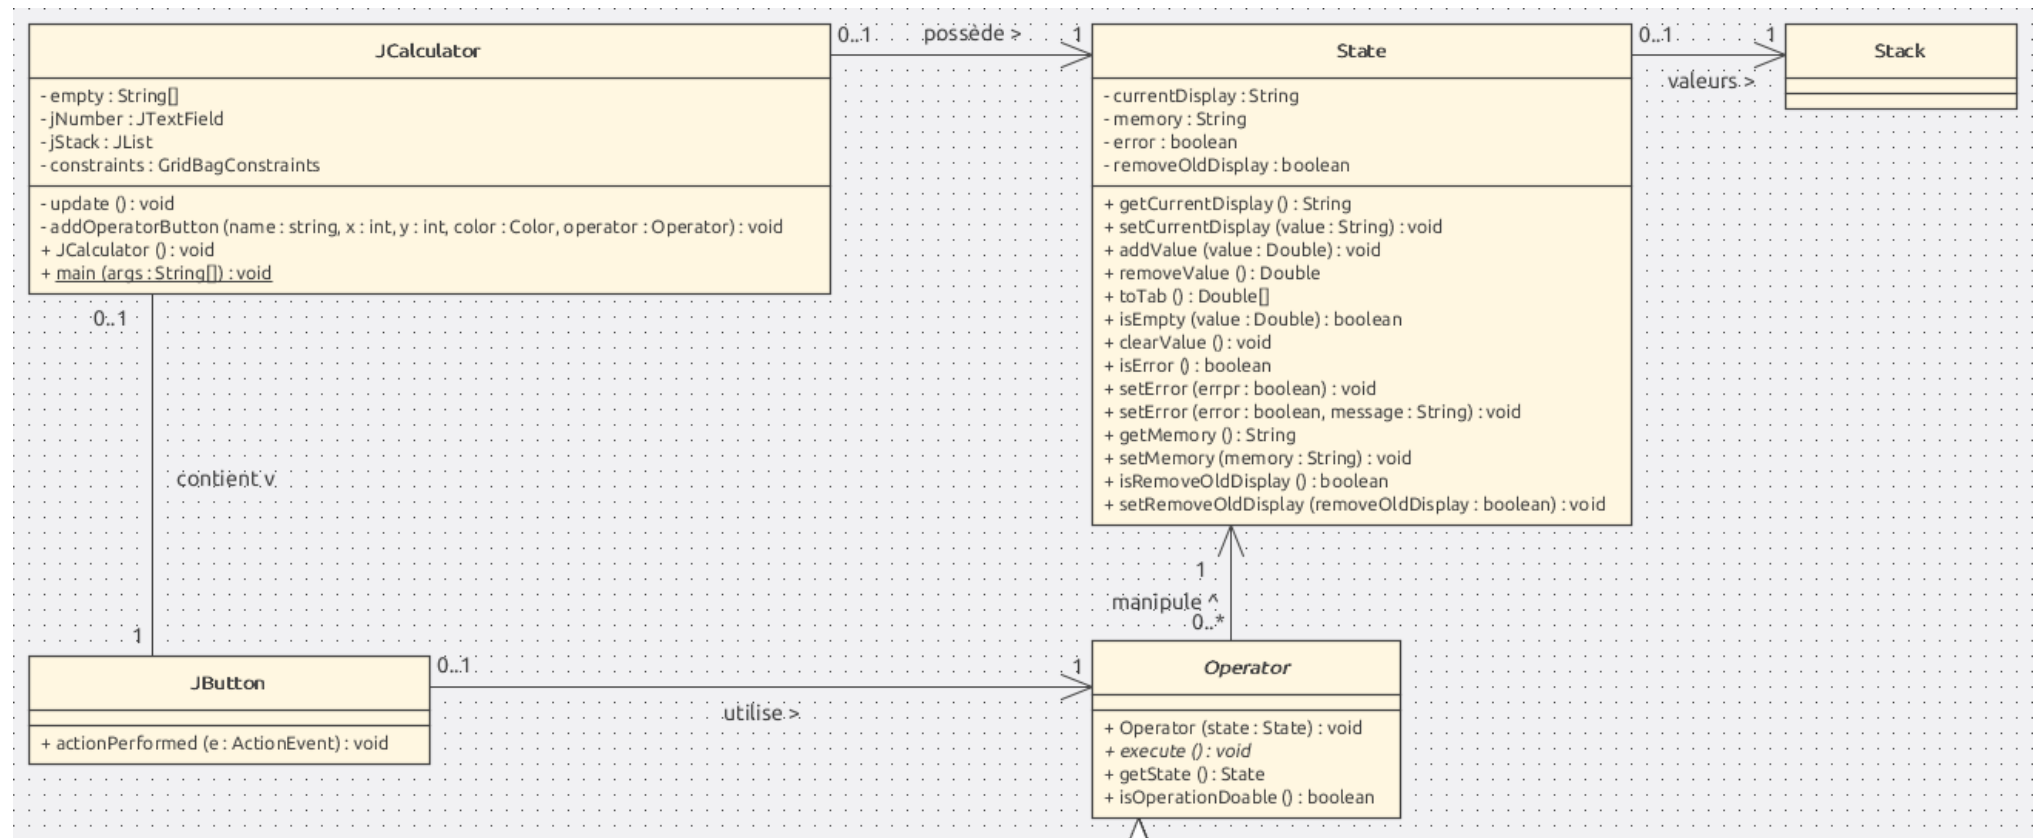 JCalculator
- empty : String[]
- jNumber : JTextField
- jStack : JList
- constraints : GridBagConstraints
- update () : void
- addOperatorButton (name : string, x : int, y : int, color : Color, operator : Operator) : void
+ JCalculator () : void
+ main (args : String[]) : void
0..1
possède >
1
State
- currentDisplay : String
- memory : String
- error : boolean
- removeOldDisplay : boolean
+ getCurrentDisplay () : String
+ setCurrentDisplay (value : String) : void
+ addValue (value : Double) : void
+ removeValue () : Double
+ toTab () : Double[]
+ isEmpty (value : Double) : boolean
+ clearValue () : void
+ isError () : boolean
+ setError (errpr : boolean) : void
+ setError (error : boolean, message : String) : void
+ getMemory () : String
+ setMemory (memory : String) : void
+ isRemoveOldDisplay () : boolean
+ setRemoveOldDisplay (removeOldDisplay : boolean) : void
0..1
1
valeurs >
Stack
0..1
contient v
1
1
manipule ^
0..*
JButton
+ actionPerformed (e : ActionEvent) : void
0..1
1
utilise >
Operator
+ Operator (state : State) : void
+ execute () : void
+ getState () : State
+ isOperationDoable () : boolean